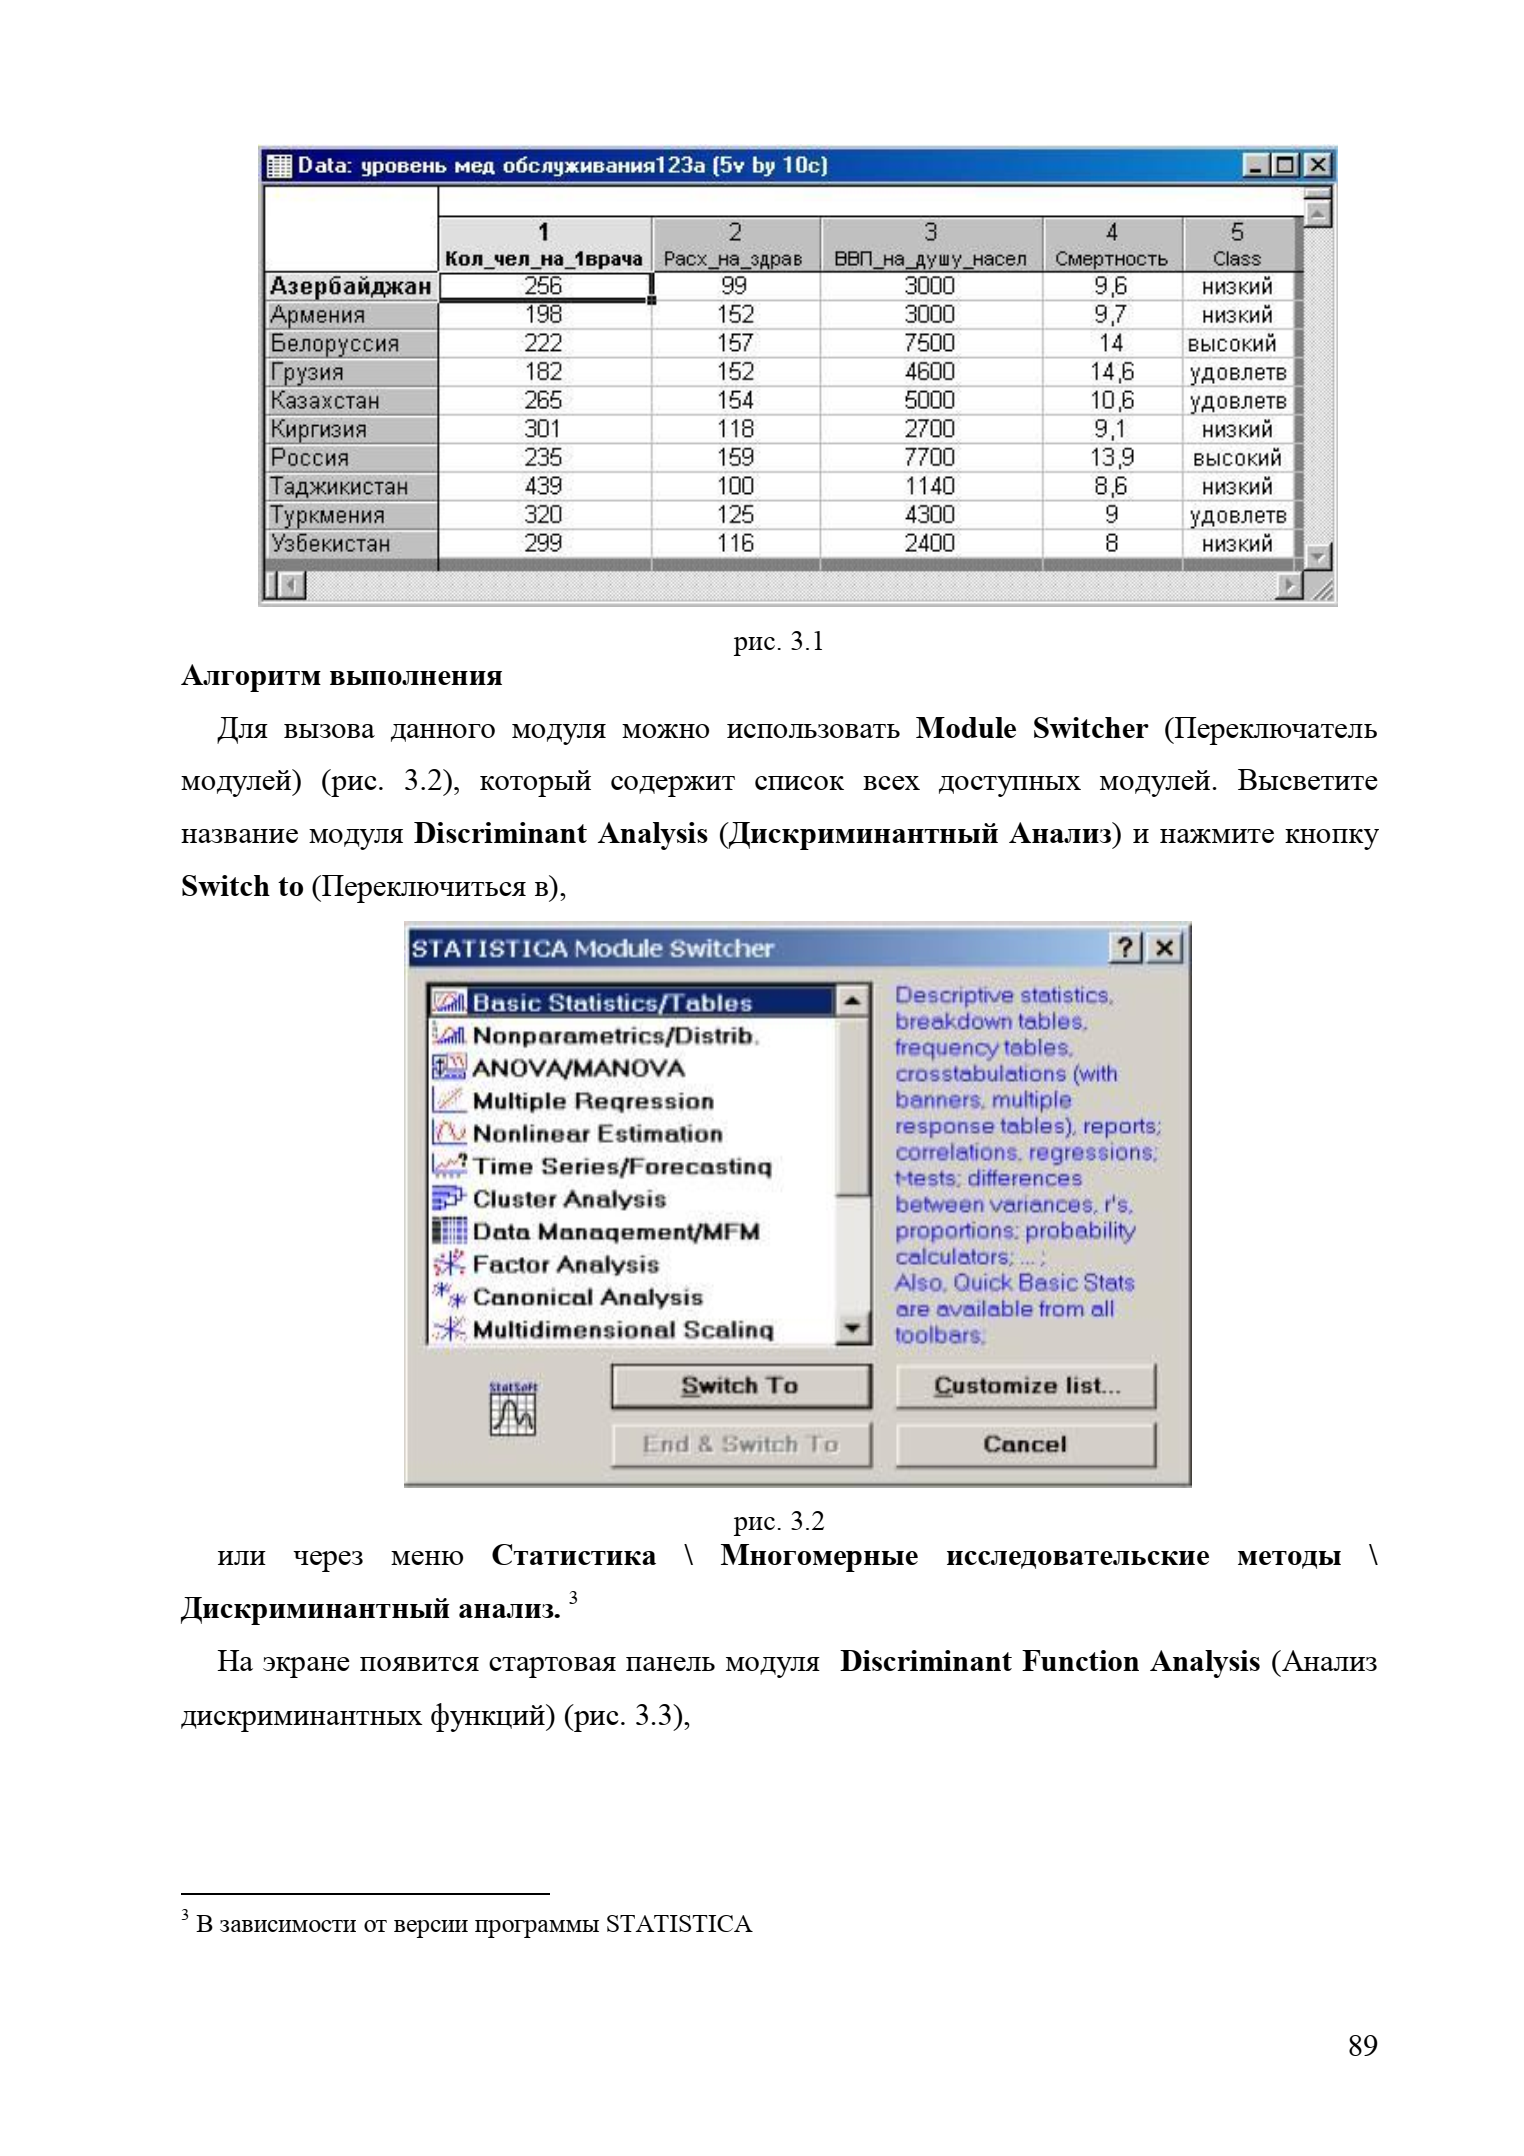 Data: уровень мед обслуживания123a (5v by 10c)
1 2 3 4 5
Кол_чел_на_1врача Расх_на_здрав ВВП_на_душу_насел Смертность Class
Азербайджан 256 99 3000 9,6 низкий
Армения 198 152 3000 9,7 низкий
Белоруссия 222 157 7500 14 высокий
Грузия 182 152 4600 14,6 удовлетв
Казахстан 265 154 5000 10,6 удовлетв
Киргизия 301 118 2700 9,1 низкий
Россия 235 159 7700 13,9 высокий
Таджикистан 439 100 1140 8,6 низкий
Туркмения 320 125 4300 9 удовлетв
Узбекистан 299 116 2400 8 низкий
рис. 3.1
Алгоритм выполнения
Для вызова данного модуля можно использовать Module Switcher (Переключатель
модулей) (рис. 3.2), который содержит список всех доступных модулей. Высветите
название модуля Discriminant Analysis (Дискриминантный Анализ) и нажмите кнопку
Switch to (Переключиться в),
STATISTICA Module Switcher
Basic Statistics/Tables
Nonparametrics/Distrib.
ANOVA/MANOVA
Multiple Regression
Nonlinear Estimation
Time Series/Forecasting
Cluster Analysis
Data Management/MFM
Factor Analysis
Canonical Analysis
Multidimensional Scaling
Descriptive statistics,
breakdown tables,
frequency tables,
crosstabulations (with
banners, multiple
response tables), reports;
correlations, regressions;
t-tests; differences
between variances, r's,
proportions; probability
calculators; ... ;
Also, Quick Basic Stats
are available from all
toolbars;
StatSoft
Switch To
Customize list...
End & Switch To
Cancel
рис. 3.2
или через меню Статистика \ Многомерные исследовательские методы \
Дискриминантный анализ. 3
На экране появится стартовая панель модуля Discriminant Function Analysis (Анализ
дискриминантных функций) (рис. 3.3),
3 В зависимости от версии программы STATISTICA
89